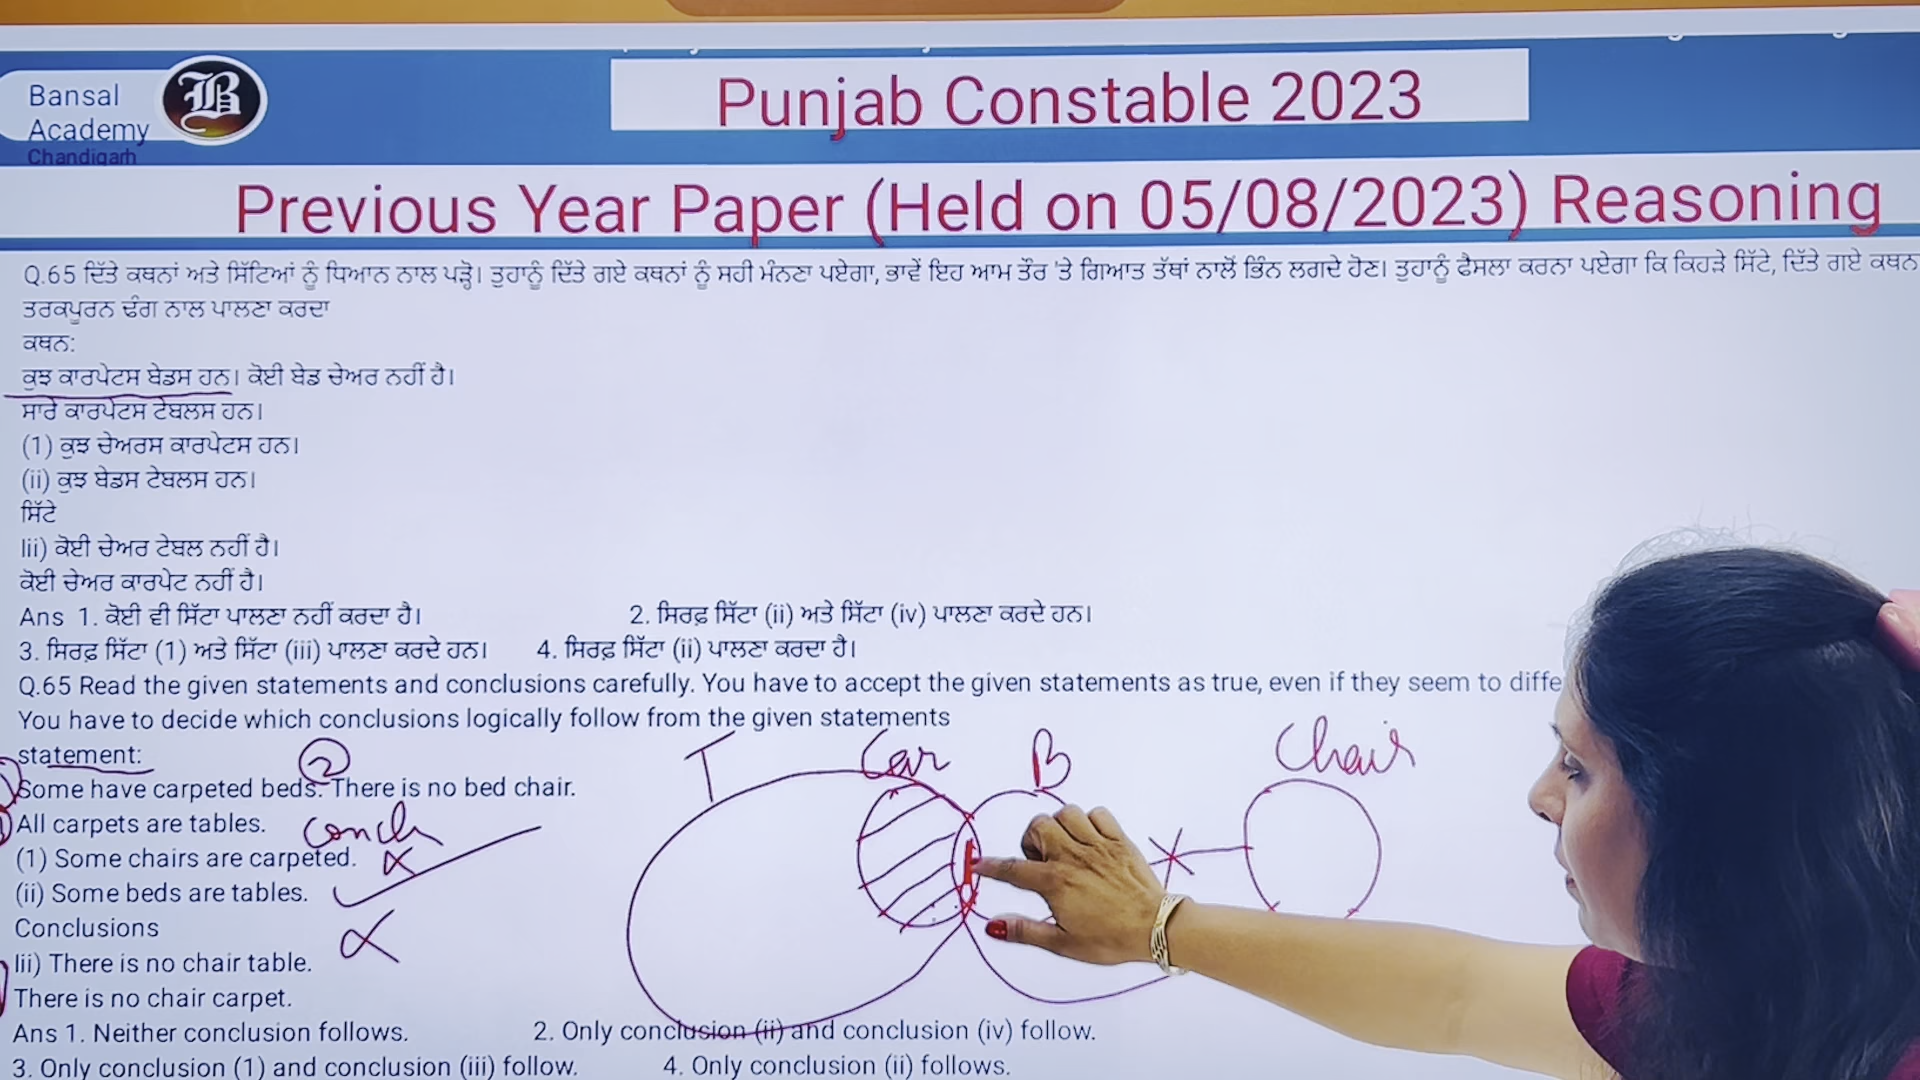 Bansal
Academy
Chandigarh
Punjab Constable 2023
Previous Year Paper (Held on 05/08/2023) Reasoning
Q.65 ਦਿੱਤੇ ਕਥਨਾਂ ਅਤੇ ਸਿੱਟਿਆਂ ਨੂੰ ਧਿਆਨ ਨਾਲ ਪੜ੍ਹੋ। ਤੁਹਾਨੂੰ ਦਿੱਤੇ ਗਏ ਕਥਨਾਂ ਨੂੰ ਸਹੀ ਮੰਨਣਾ ਪਏਗਾ, ਭਾਵੇਂ ਇਹ ਆਮ ਤੌਰ 'ਤੇ ਗਿਆਤ ਤੱਥਾਂ ਨਾਲੋਂ ਭਿੰਨ ਲਗਦੇ ਹੋਣ। ਤੁਹਾਨੂੰ ਫੈਸਲਾ ਕਰਨਾ ਪਏਗਾ ਕਿ ਕਿਹੜੇ ਸਿੱਟੇ, ਦਿੱਤੇ ਗਏ ਕਥਨ
ਤਰਕਪੂਰਨ ਢੰਗ ਨਾਲ ਪਾਲਣਾ ਕਰਦਾ
ਕਥਨ:
ਕੁਝ ਕਾਰਪੇਟਸ ਬੇਡਸ ਹਨ। ਕੋਈ ਬੇਡ ਚੇਅਰ ਨਹੀਂ ਹੈ।
ਸਾਰੇ ਕਾਰਪੇਟਸ ਟੇਬਲਸ ਹਨ।
(1) ਕੁਝ ਚੇਅਰਸ ਕਾਰਪੇਟਸ ਹਨ।
(ii) ਕੁਝ ਬੇਡਸ ਟੇਬਲਸ ਹਨ।
ਸਿੱਟੇ
lii) ਕੋਈ ਚੇਅਰ ਟੇਬਲ ਨਹੀਂ ਹੈ।
ਕੋਈ ਚੇਅਰ ਕਾਰਪੇਟ ਨਹੀਂ ਹੈ।
Ans 1. ਕੋਈ ਵੀ ਸਿੱਟਾ ਪਾਲਣਾ ਨਹੀਂ ਕਰਦਾ ਹੈ। 2. ਸਿਰਫ਼ ਸਿੱਟਾ (ii) ਅਤੇ ਸਿੱਟਾ (iv) ਪਾਲਣਾ ਕਰਦੇ ਹਨ।
3. ਸਿਰਫ਼ ਸਿੱਟਾ (1) ਅਤੇ ਸਿੱਟਾ (iii) ਪਾਲਣਾ ਕਰਦੇ ਹਨ। 4. ਸਿਰਫ਼ ਸਿੱਟਾ (ii) ਪਾਲਣਾ ਕਰਦਾ ਹੈ।
Q.65 Read the given statements and conclusions carefully. You have to accept the given statements as true, even if they seem to
You have to decide which conclusions logically follow from the given statements
statement: 2 T Car B Chair
Some have carpeted beds. There is no bed chair.
All carpets are tables. Conclu
(1) Some chairs are carpeted.
(ii) Some beds are tables.
Conclusions
lii) There is no chair table.
There is no chair carpet.
Ans 1. Neither conclusion follows. 2. Only conclusion (ii) and conclusion (iv) follow.
3. Only conclusion (1) and conclusion (iii) follow. 4. Only conclusion (ii) follows.